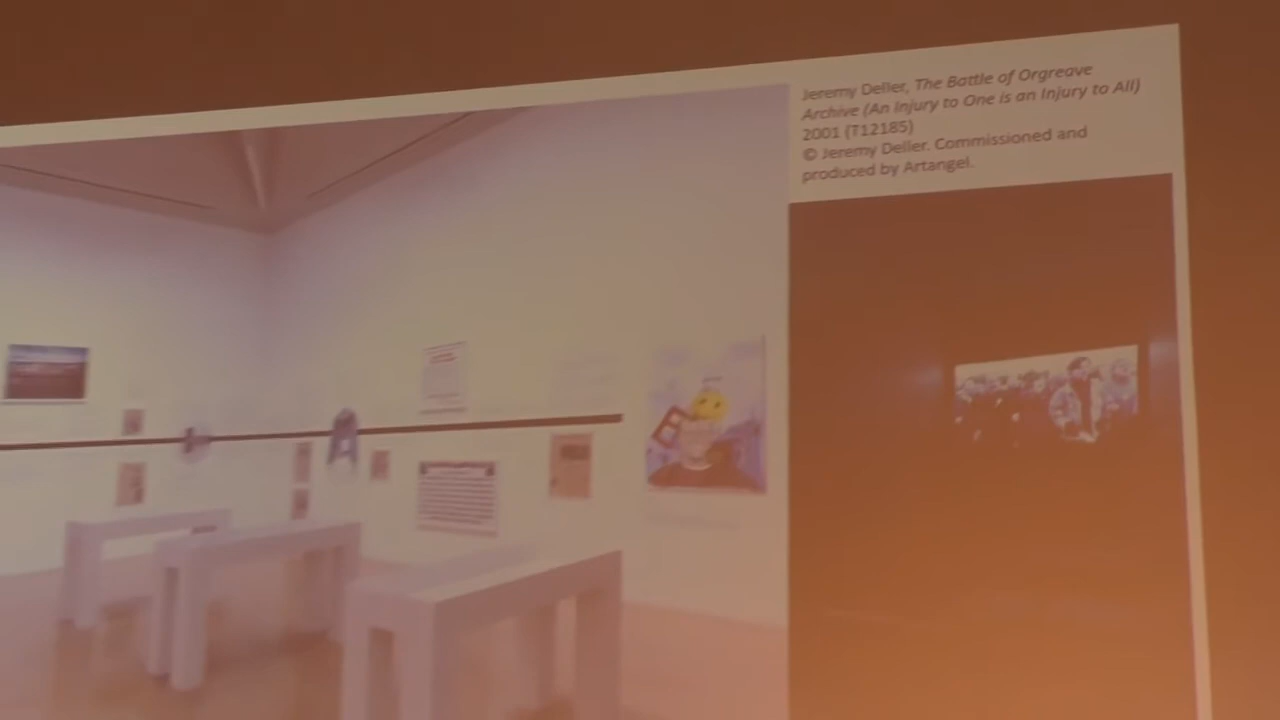 Jeremy Deller, The Battle of Orgreave
Archive (An Injury to One is an Injury to All)
2001 (T12185)
© Jeremy Deller. Commissioned and
produced by Artangel.